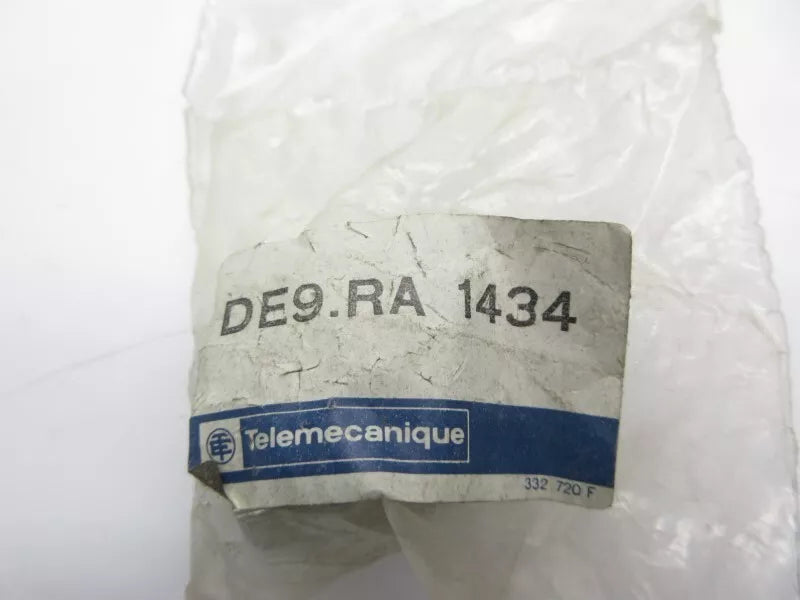 DE9.RA 1434
Telemecanique
332 720 F